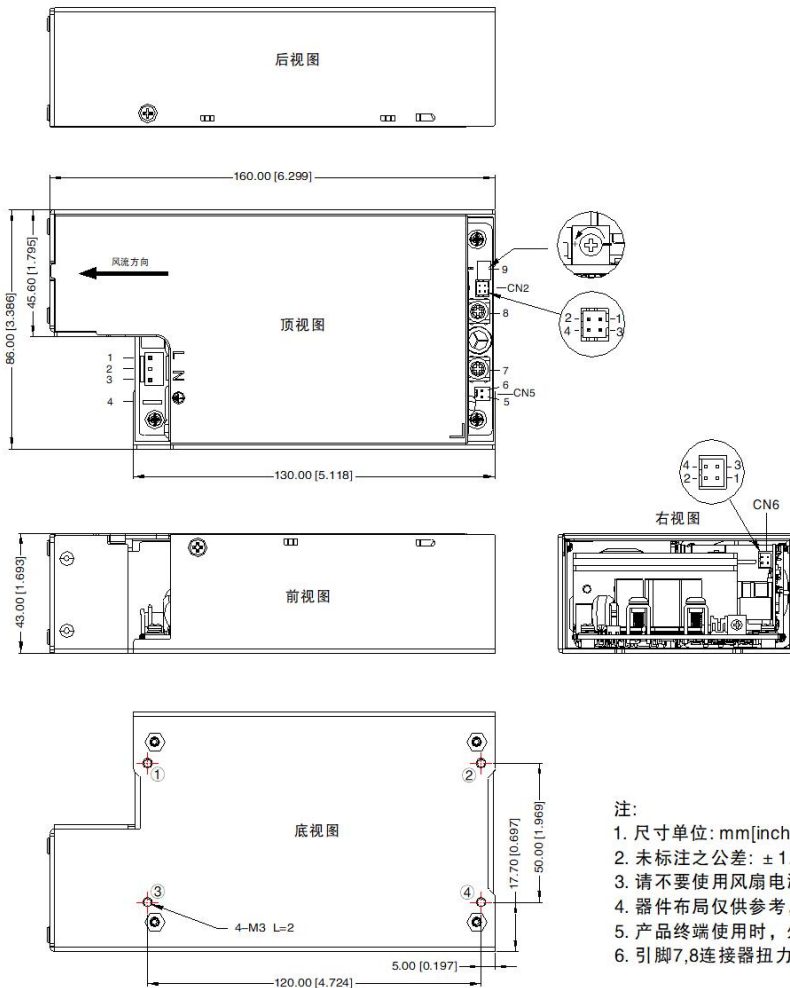 后视图
160.00 [6.299]
86.00 [3.386]
45.60 [1.795]
风流方向
顶视图
L
N
1
2
3
4
9
CN2
8
7
6
CN5
5
+
2
1
4
3
130.00 [5.118]
43.00 [1.693]
前视图
右视图
4
3
2
1
CN6
底视图
①
②
③
④
4-M3 L=2
17.70 [0.697]
50.00 [1.969]
5.00 [0.197]
120.00 [4.724]
注:
1. 尺寸单位: mm[inch
2. 未标注之公差: ±1
3. 请不要使用风扇电
4. 器件布局仅供参考
5. 产品终端使用时，
6. 引脚7,8连接器扭力